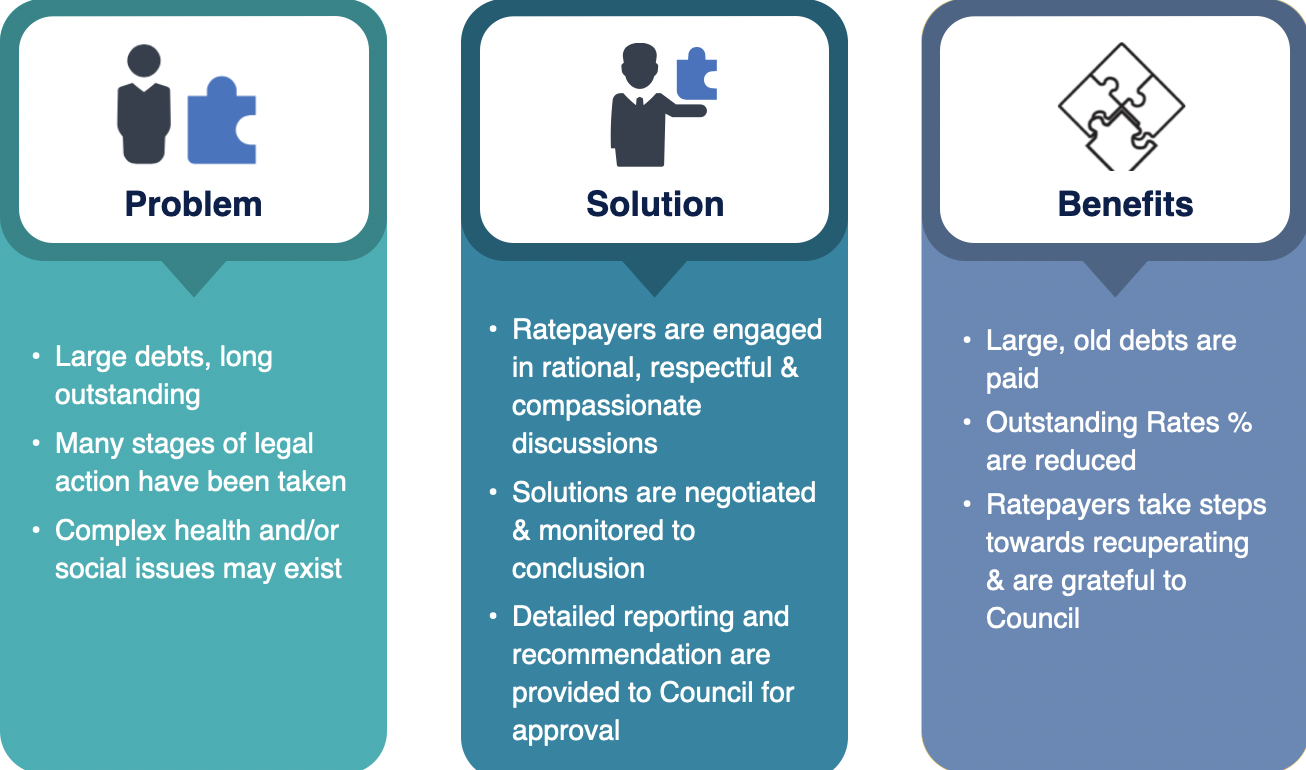 Problem
• Large debts, long
outstanding
• Many stages of legal
action have been taken
• Complex health and/or
social issues may exist
Solution
• Ratepayers are engaged
in rational, respectful &
compassionate
discussions
• Solutions are negotiated
& monitored to
conclusion
• Detailed reporting and
recommendation are
provided to Council for
approval
Benefits
• Large, old debts are
paid
• Outstanding Rates %
are reduced
• Ratepayers take steps
towards recuperating
& are grateful to
Council